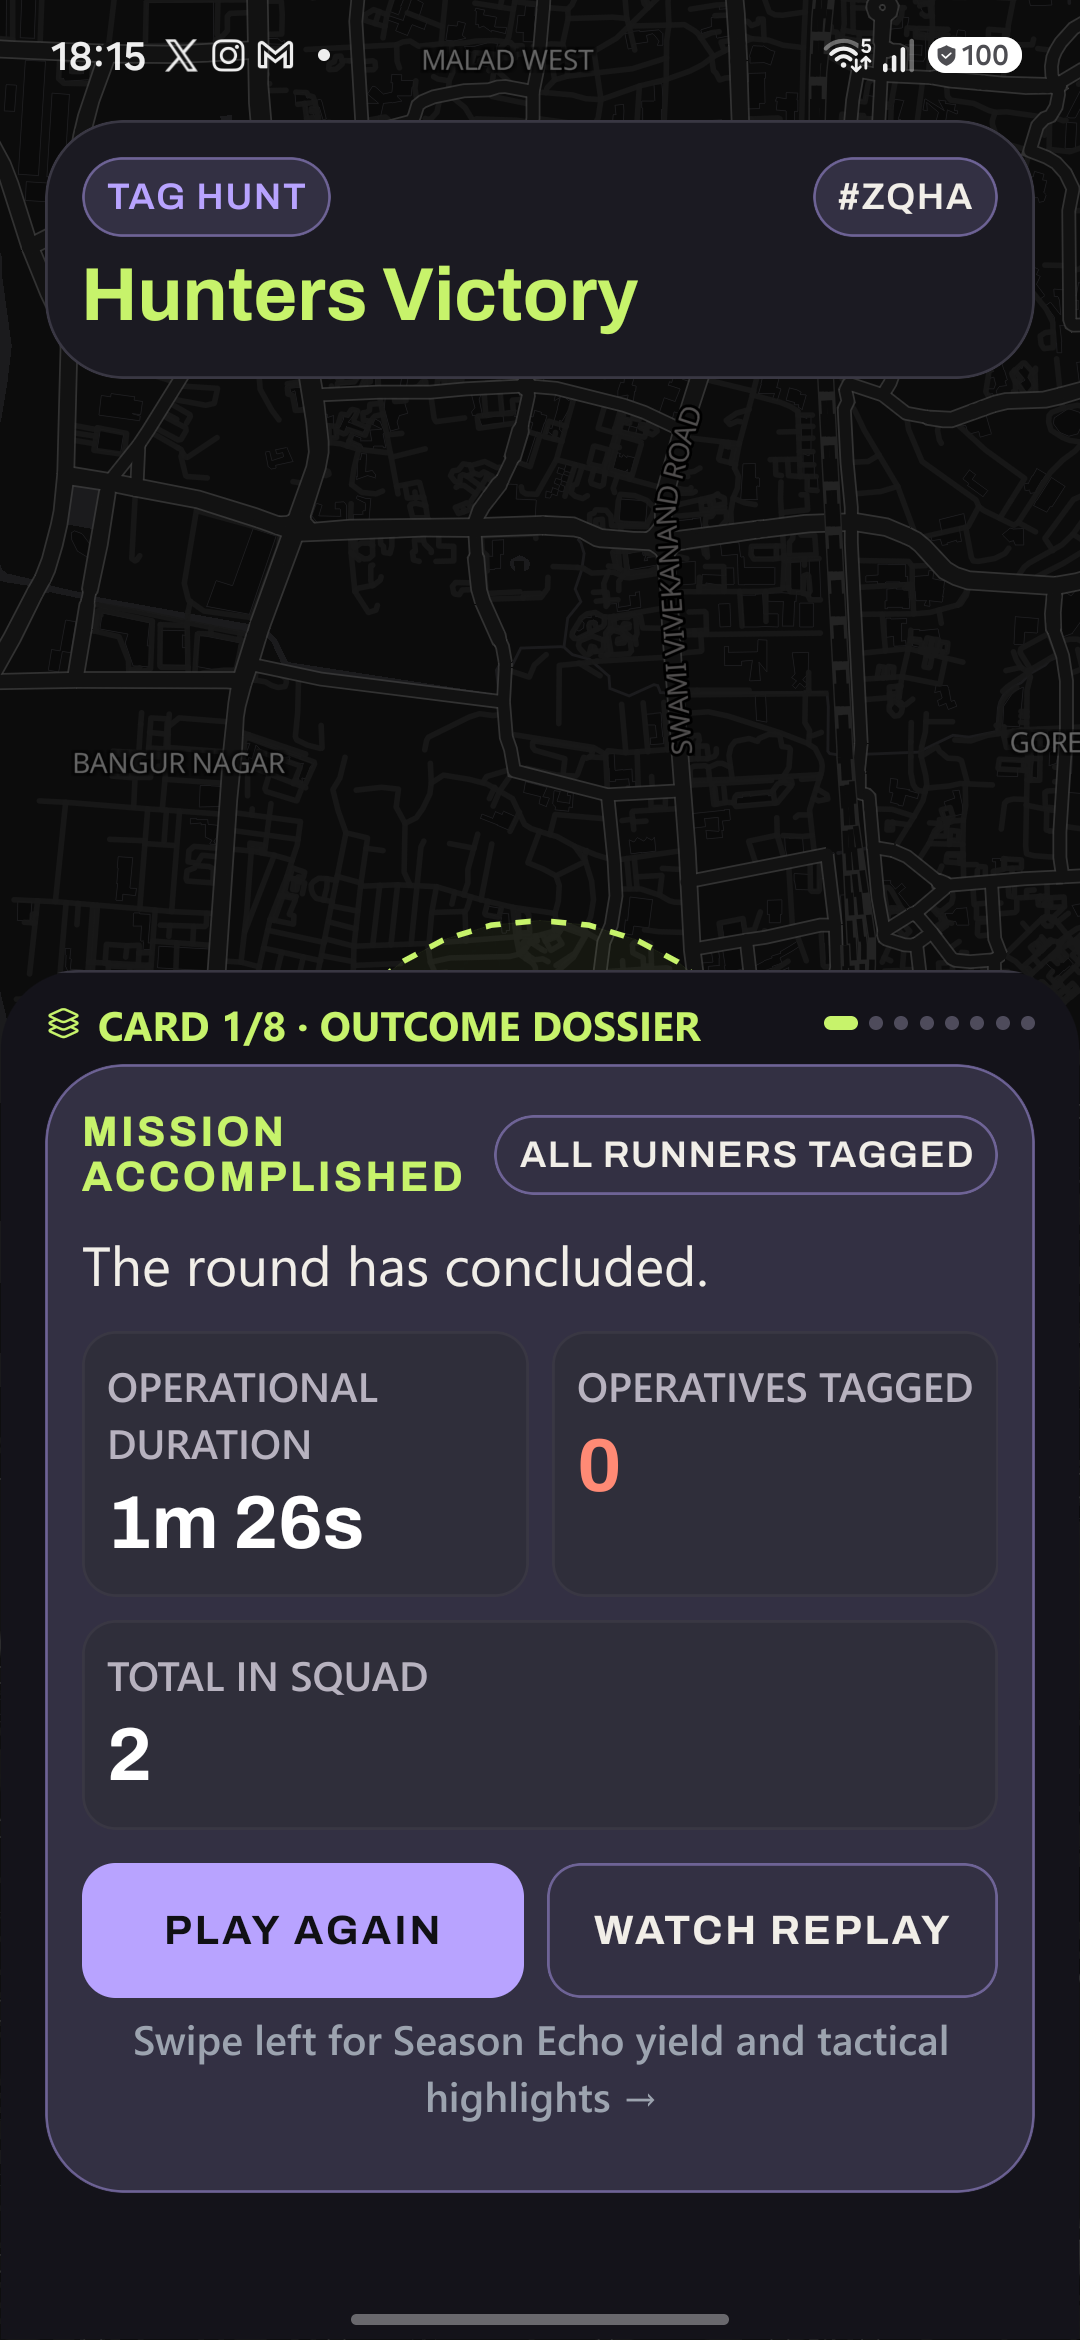 18:15
MALAD WEST
5
100
TAG HUNT
#ZQHA
Hunters Victory
SWAMI VIVEKANAND ROAD
BANGUR NAGAR
GORE
CARD 1/8 · OUTCOME DOSSIER
MISSION
ACCOMPLISHED
ALL RUNNERS TAGGED
The round has concluded.
OPERATIONAL
DURATION
1m 26s
OPERATIVES TAGGED
0
TOTAL IN SQUAD
2
PLAY AGAIN
WATCH REPLAY
Swipe left for Season Echo yield and tactical
highlights →